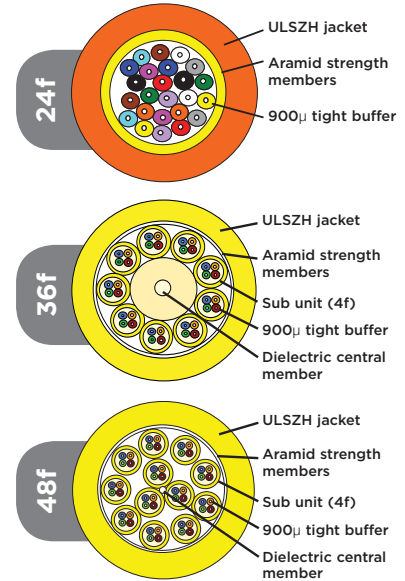 24f
ULSZH jacket
Aramid strength
members
900μ tight buffer
36f
ULSZH jacket
Aramid strength
members
Sub unit (4f)
900μ tight buffer
Dielectric central
member
48f
ULSZH jacket
Aramid strength
members
Sub unit (4f)
900μ tight buffer
Dielectric central
member